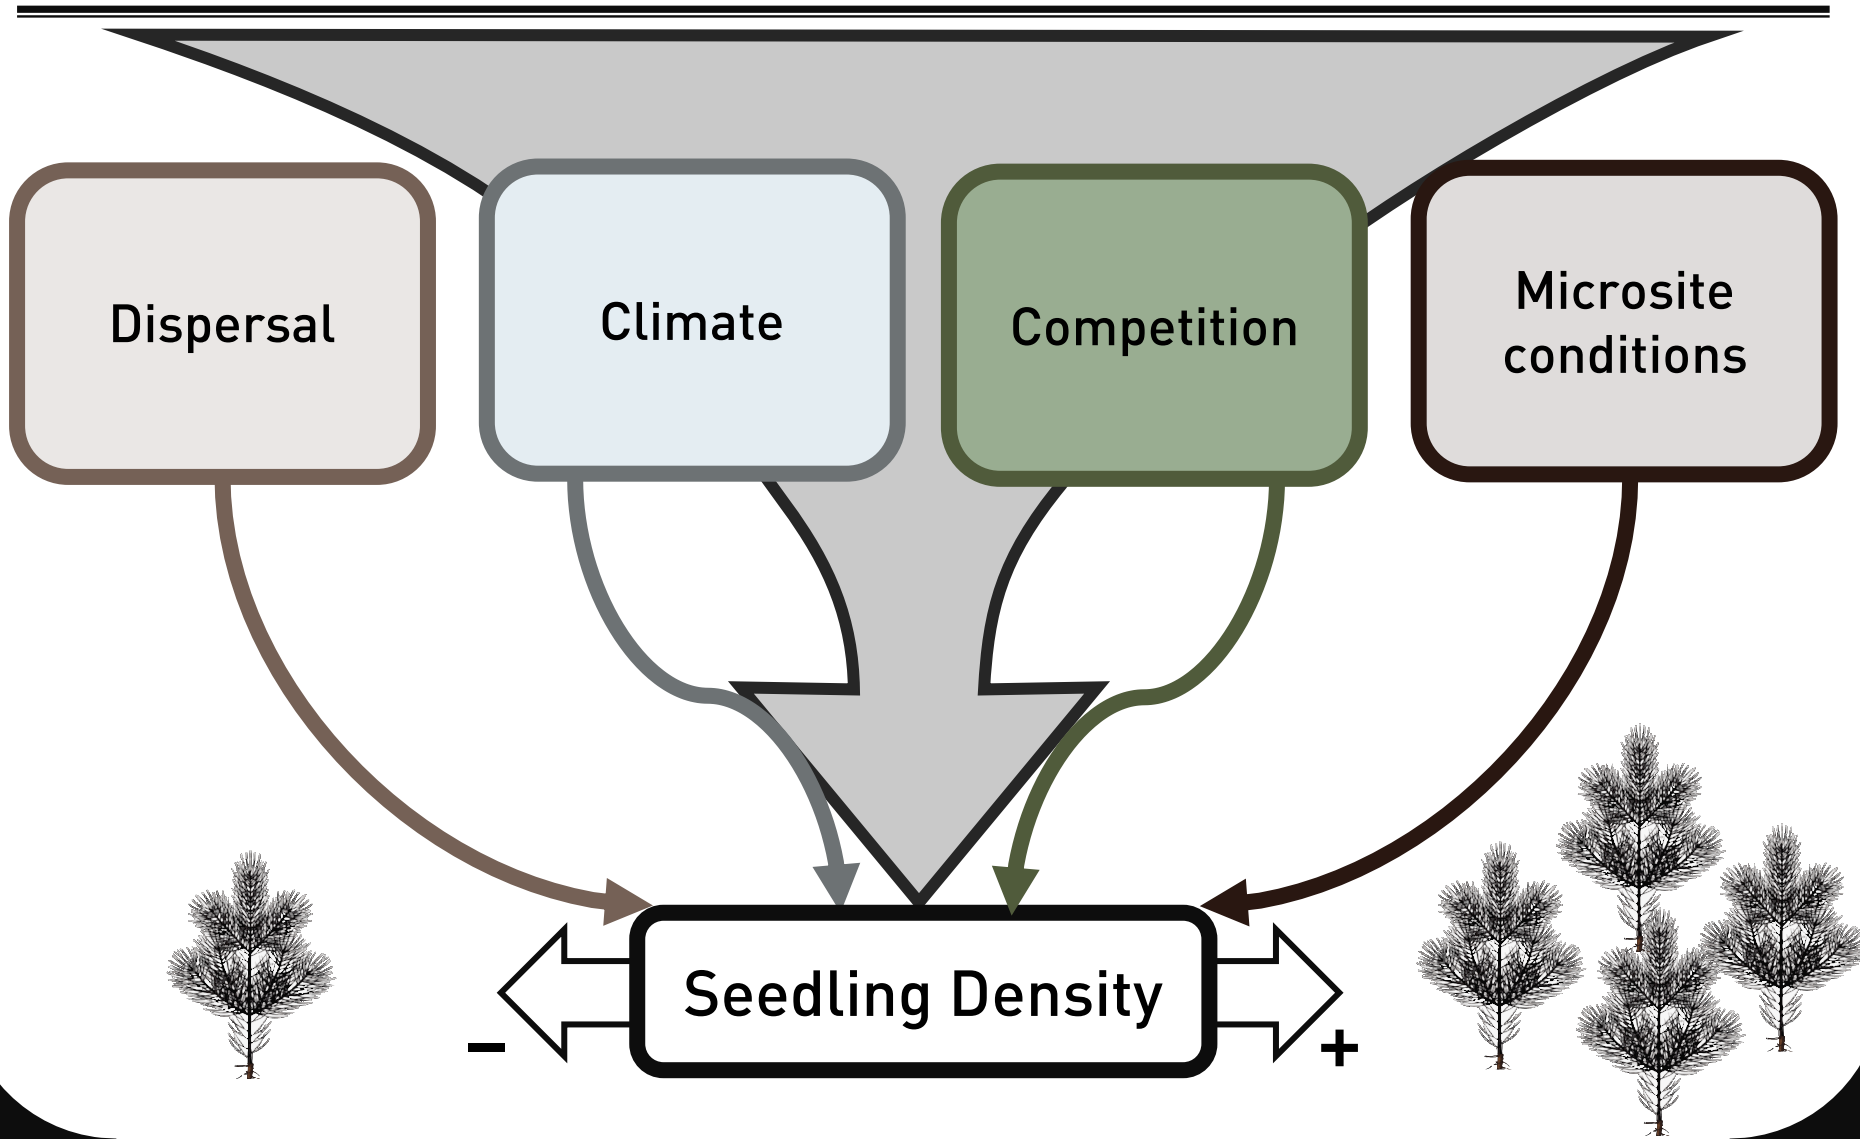 Dispersal
Climate
Competition
Microsite
conditions
Seedling Density
–
+